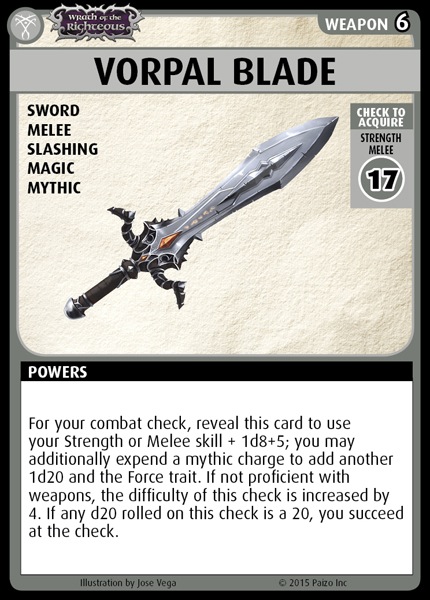 Wrath of the
Righteous
WEAPON 6
VORPAL BLADE
SWORD
MELEE
SLASHING
MAGIC
MYTHIC
CHECK TO
ACQUIRE
STRENGTH
MELEE
17
POWERS
For your combat check, reveal this card to use
your Strength or Melee skill + 1d8+5; you may
additionally expend a mythic charge to add another
1d20 and the Force trait. If not proficient with
weapons, the difficulty of this check is increased by
4. If any d20 rolled on this check is a 20, you succeed
at the check.
Illustration by Jose Vega
© 2015 Paizo Inc